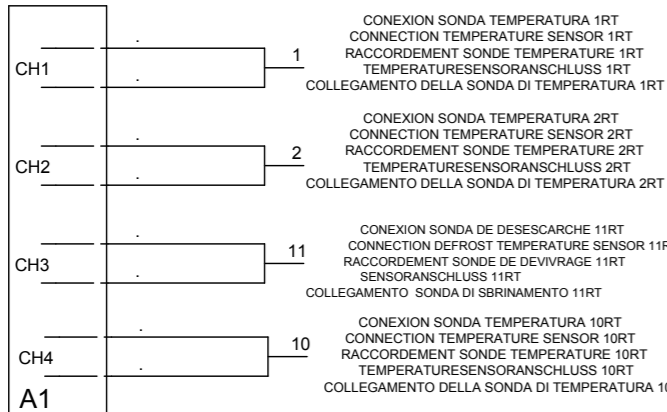 CONEXION SONDA TEMPERATURA 1RT
CONNECTION TEMPERATURE SENSOR 1RT
CH1
1
RACCORDEMENT SONDE TEMPERATURE 1RT
TEMPERATURESENSORANSCHLUSS 1RT
COLLEGAMENTO DELLA SONDA DI TEMPERATURA 1RT
CONEXION SONDA TEMPERATURA 2RT
CONNECTION TEMPERATURE SENSOR 2RT
CH2
2
RACCORDEMENT SONDE TEMPERATURE 2RT
TEMPERATURESENSORANSCHLUSS 2RT
COLLEGAMENTO DELLA SONDA DI TEMPERATURA 2RT
CONEXION SONDA DE DESESCARCHE 11RT
CONNECTION DEFROST TEMPERATURE SENSOR 11R
CH3
11
RACCORDEMENT SONDE DE DEVIVRAGE 11RT
SENSORANSCHLUSS 11RT
COLLEGAMENTO SONDA DI SBRINAMENTO 11RT
CONEXION SONDA TEMPERATURA 10RT
CONNECTION TEMPERATURE SENSOR 10RT
CH4
10
RACCORDEMENT SONDE TEMPERATURE 10RT
TEMPERATURESENSORANSCHLUSS 10RT
COLLEGAMENTO DELLA SONDA DI TEMPERATURA 10
A1